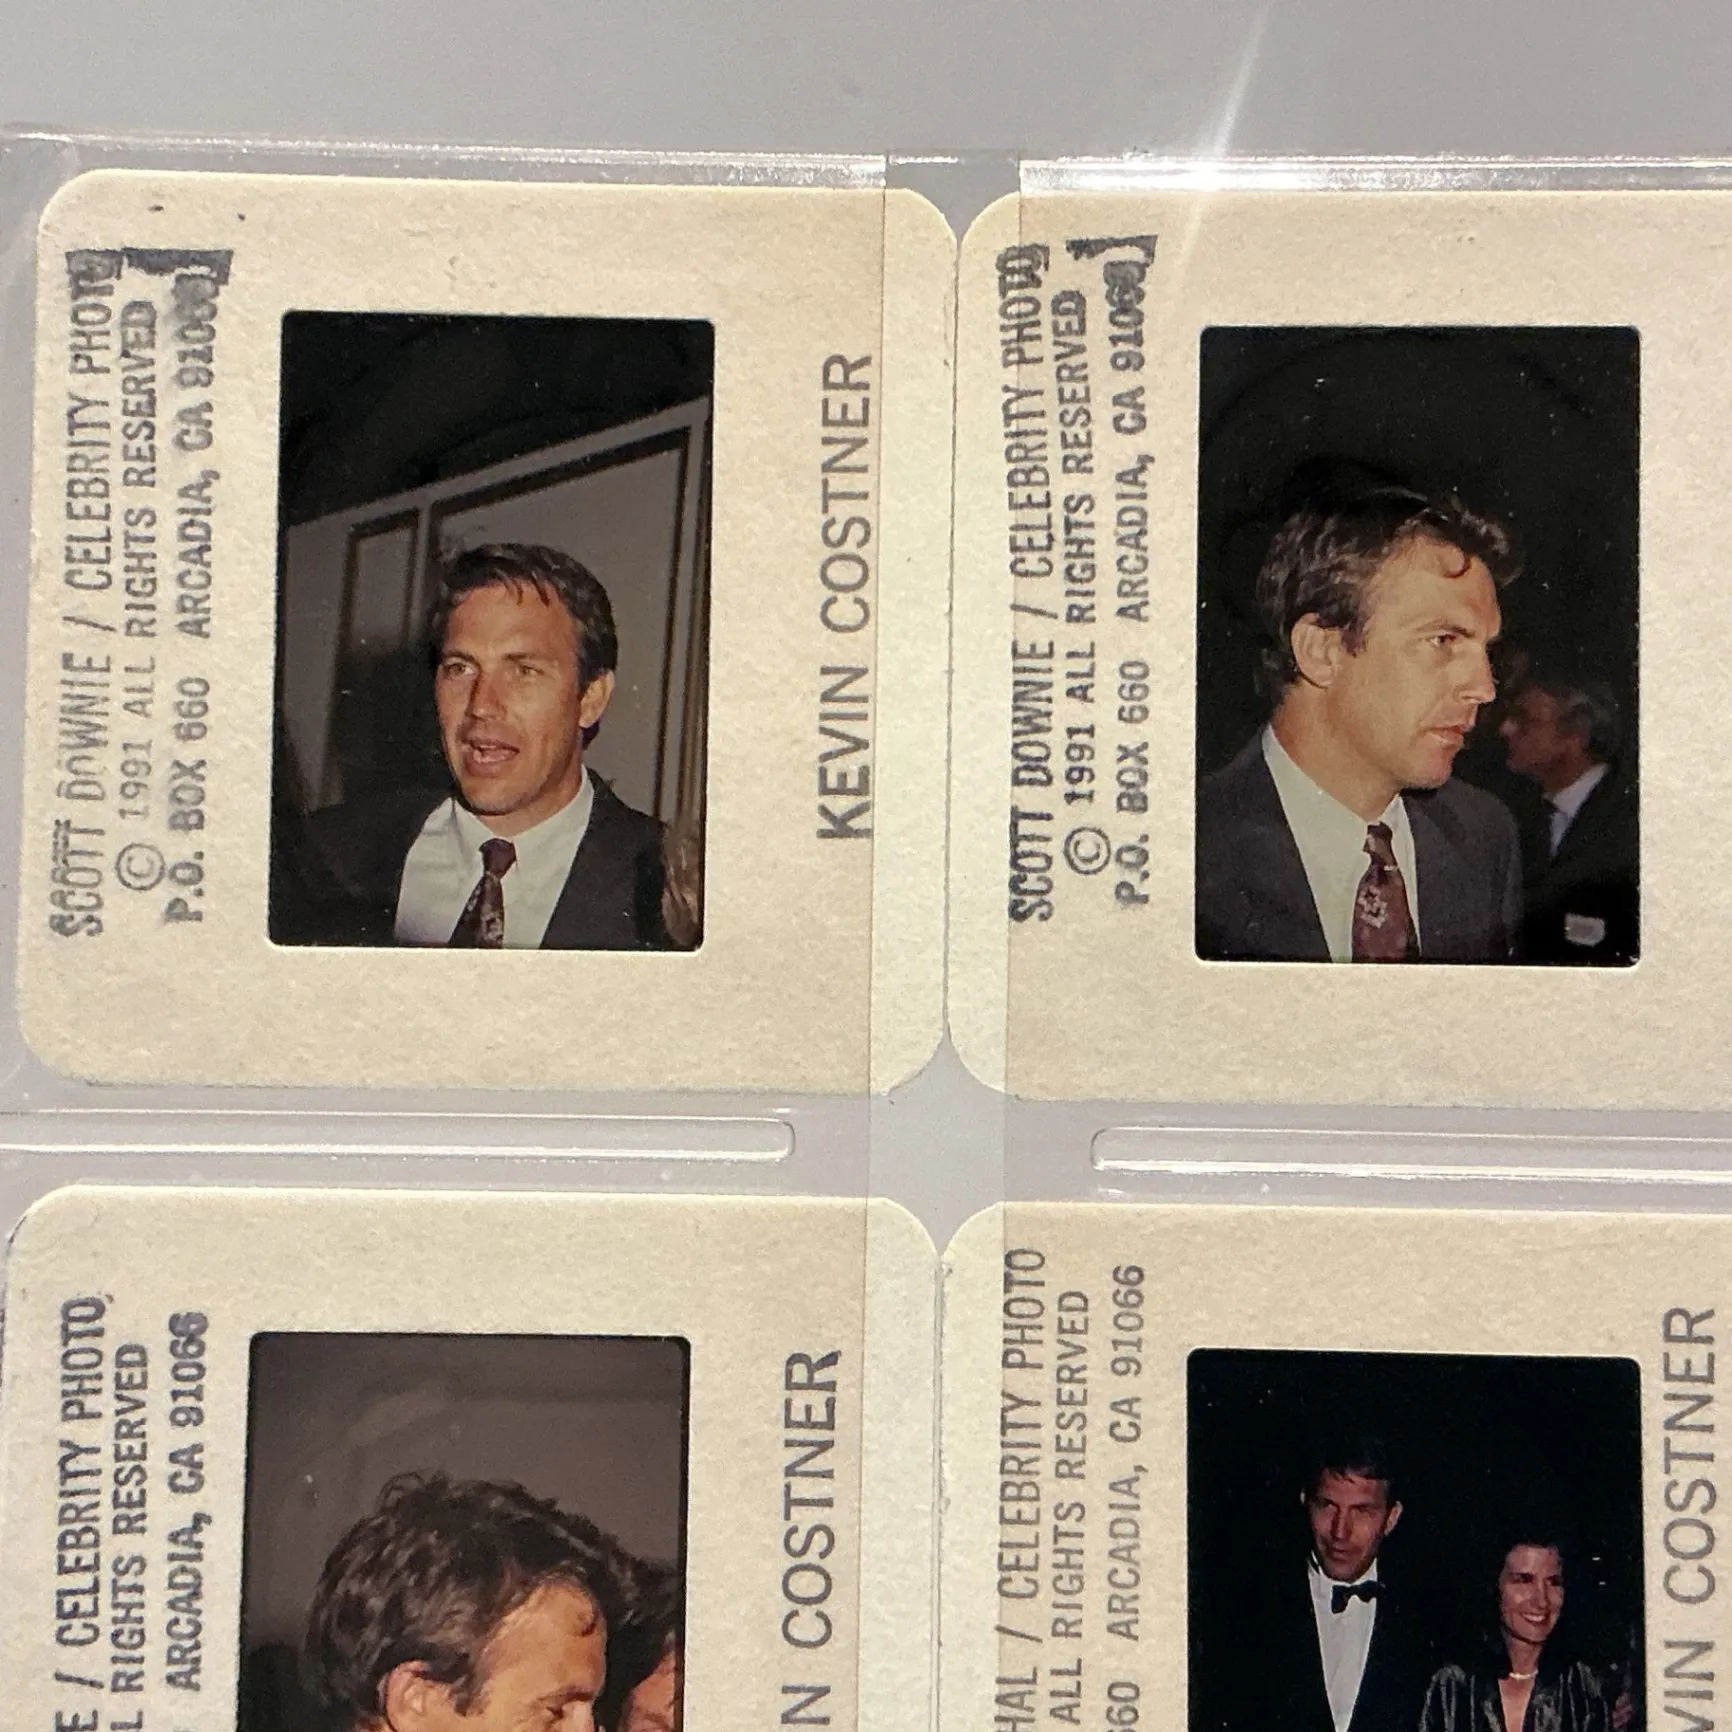 SCOTT DOWNIE / CELEBRITY PHOTO
© 1991 ALL RIGHTS RESERVED
P.O. BOX 660 ARCADIA, CA 91066
KEVIN COSTNER
SCOTT DOWNIE / CELEBRITY PHOTO
© 1991 ALL RIGHTS RESERVED
P.O. BOX 660 ARCADIA, CA 91066
E / CELEBRITY PHOTO
L RIGHTS RESERVED
ARCADIA, CA 91066
N COSTNER
HAL / CELEBRITY PHOTO
ALL RIGHTS RESERVED
660 ARCADIA, CA 91066
VIN COSTNER